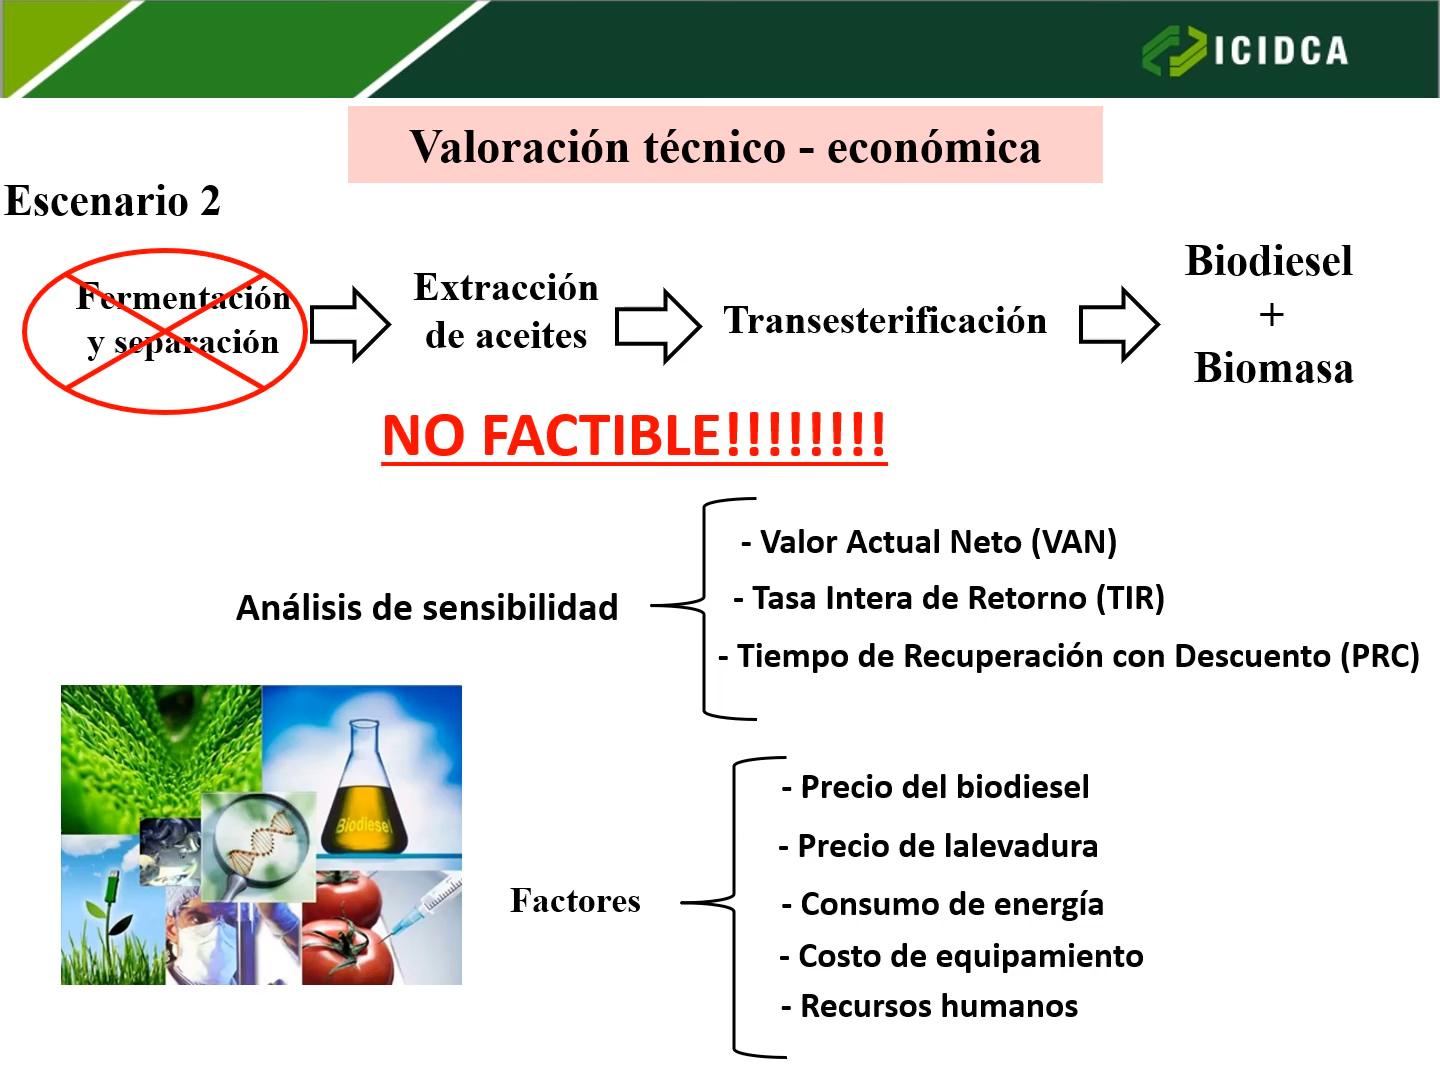 ICIDCA
Valoración técnico - económica
Escenario 2
Fermentación
y separación
Extracción
de aceites
Transesterificación
Biodiesel
+
Biomasa
NO FACTIBLE!!!!!!!!
Análisis de sensibilidad
- Valor Actual Neto (VAN)
- Tasa Intera de Retorno (TIR)
- Tiempo de Recuperación con Descuento (PRC)
Biodiesel
Factores
- Precio del biodiesel
- Precio de lalevadura
- Consumo de energía
- Costo de equipamiento
- Recursos humanos